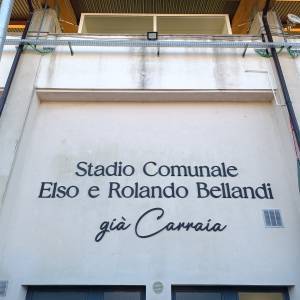 Stadio Comunale
Elso e Rolando Bellandi
già Carraia